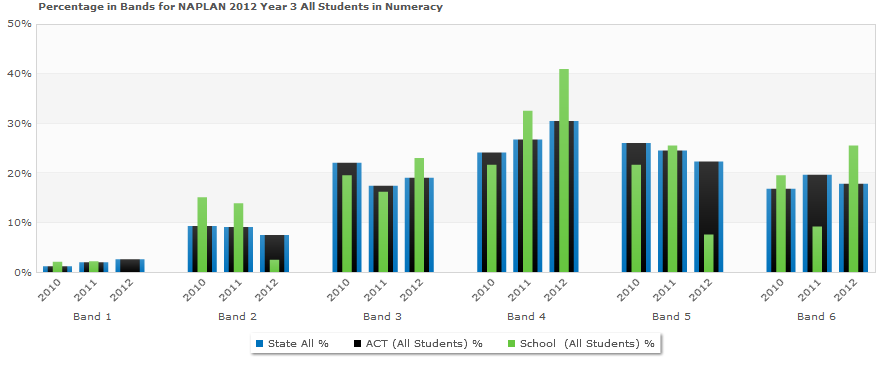 Percentage in Bands for NAPLAN 2012 Year 3 All Students in Numeracy
50%
40%
30%
20%
10%
0%
2010 2011 2012 2010 2011 2012 2010 2011 2012 2010 2011 2012 2010 2011 2012 2010 2011 2012
Band 1 Band 2 Band 3 Band 4 Band 5 Band 6
State All % ACT (All Students) % School (All Students) %